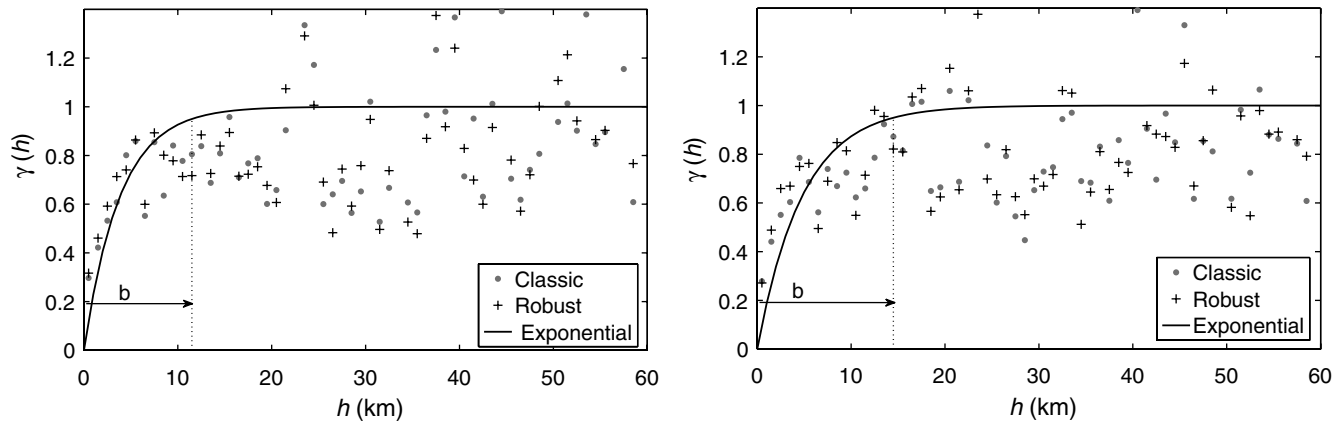 1.2
1
0.8
0.6
0.4
0.2
0
γ (h)
b
Classic
Robust
Exponential
0 10 20 30 40 50 60
h (km)
1.2
1
0.8
0.6
0.4
0.2
0
γ (h)
b
Classic
Robust
Exponential
0 10 20 30 40 50 60
h (km)